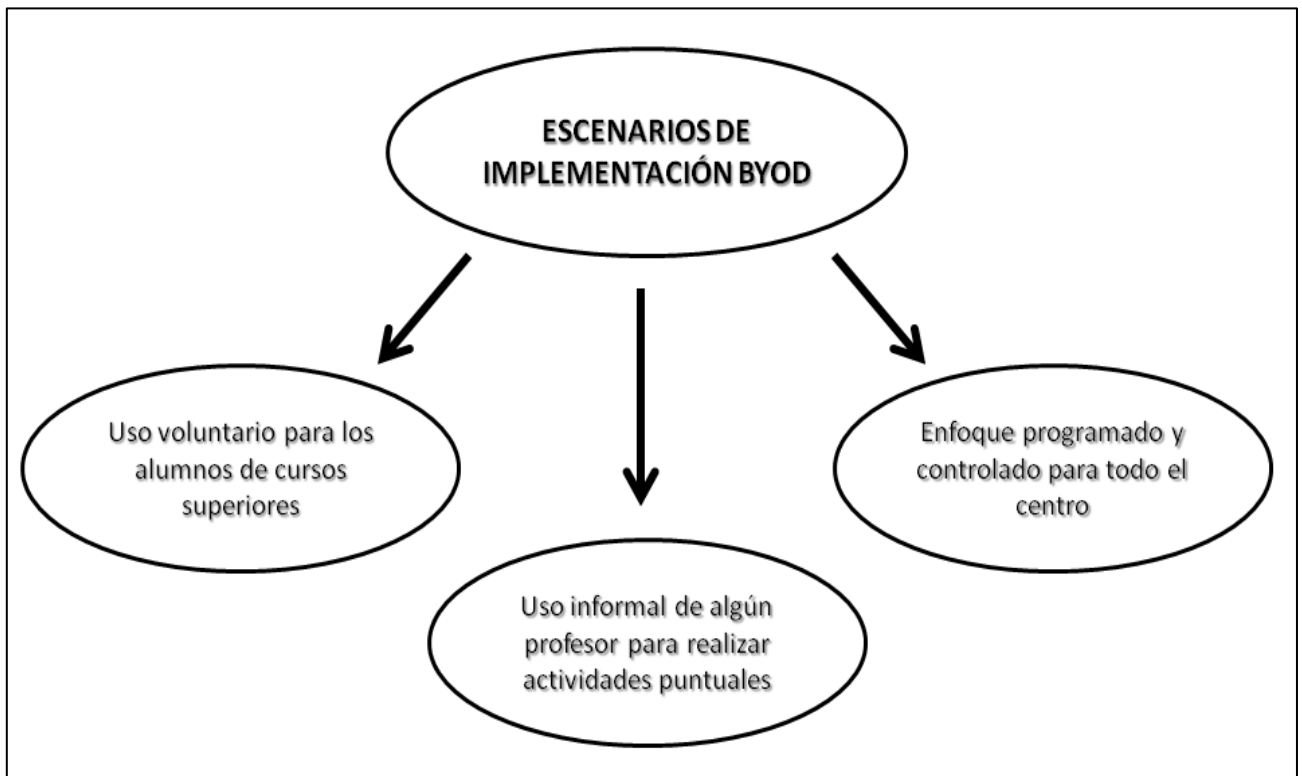 ESCENARIOS DE
IMPLEMENTACIÓN BYOD
Uso voluntario para los
alumnos de cursos
superiores
Uso informal de algún
profesor para realizar
actividades puntuales
Enfoque programado y
controlado para todo el
centro